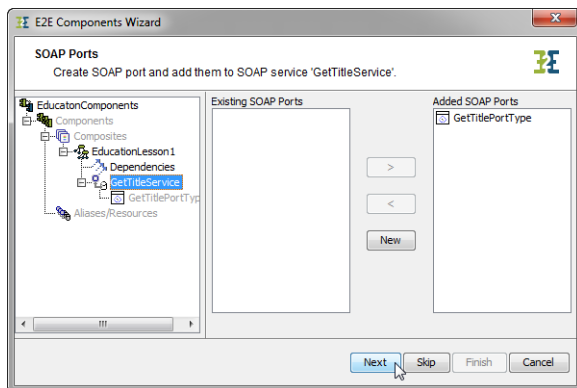 E2E Components Wizard
SOAP Ports
Create SOAP port and add them to SOAP service 'GetTitleService'.
EducatonComponents
Components
Composites
EducationLesson1
Dependencies
GetTitleService
GetTitlePortTyp
Aliases/Resources
Existing SOAP Ports
>
<
New
Added SOAP Ports
GetTitlePortType
Next
Skip
Finish
Cancel